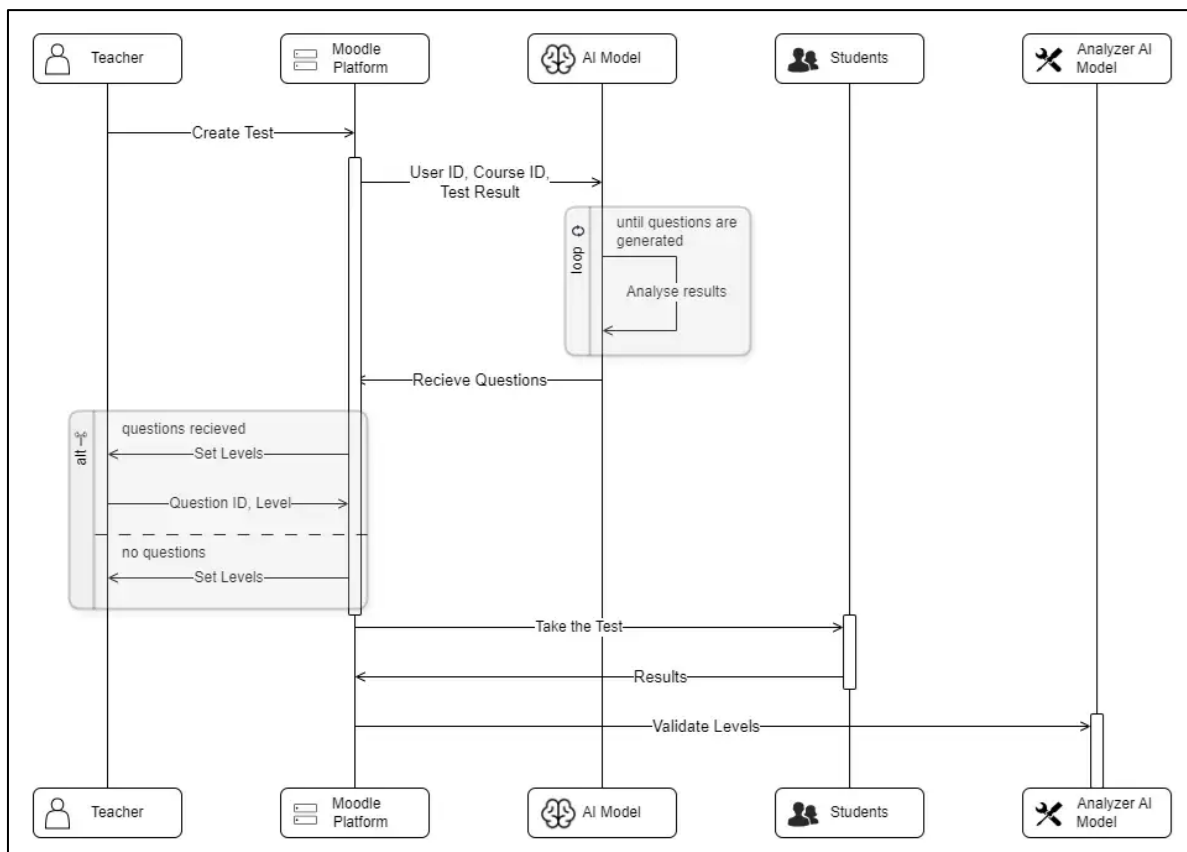 Teacher
Moodle
Platform
AI Model
Students
Analyzer AI
Model
Create Test
User ID, Course ID,
Test Result
loop
until questions are
generated
Analyse results
Recieve Questions
alt
questions recieved
Set Levels
Question ID, Level
no questions
Set Levels
Take the Test
Results
Validate Levels
Teacher
Moodle
Platform
AI Model
Students
Analyzer AI
Model